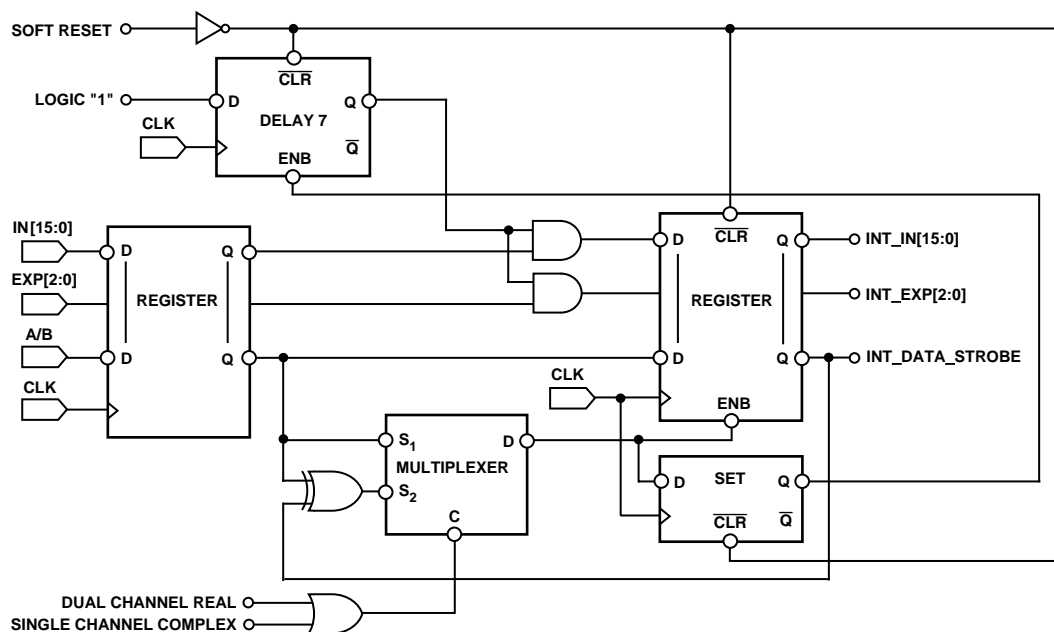 SOFT RESET
CLR
LOGIC "1"
D
Q
DELAY 7
CLK
Q
ENB
IN[15:0]
D
Q
D
CLR
Q
INT_IN[15:0]
EXP[2:0]
REGISTER
REGISTER
INT_EXP[2:0]
A/B
D
Q
D
Q
INT_DATA_STROBE
CLK
CLK
ENB
S1
D
MULTIPLEXER
S2
C
D
SET
Q
CLR
Q
DUAL CHANNEL REAL
SINGLE CHANNEL COMPLEX